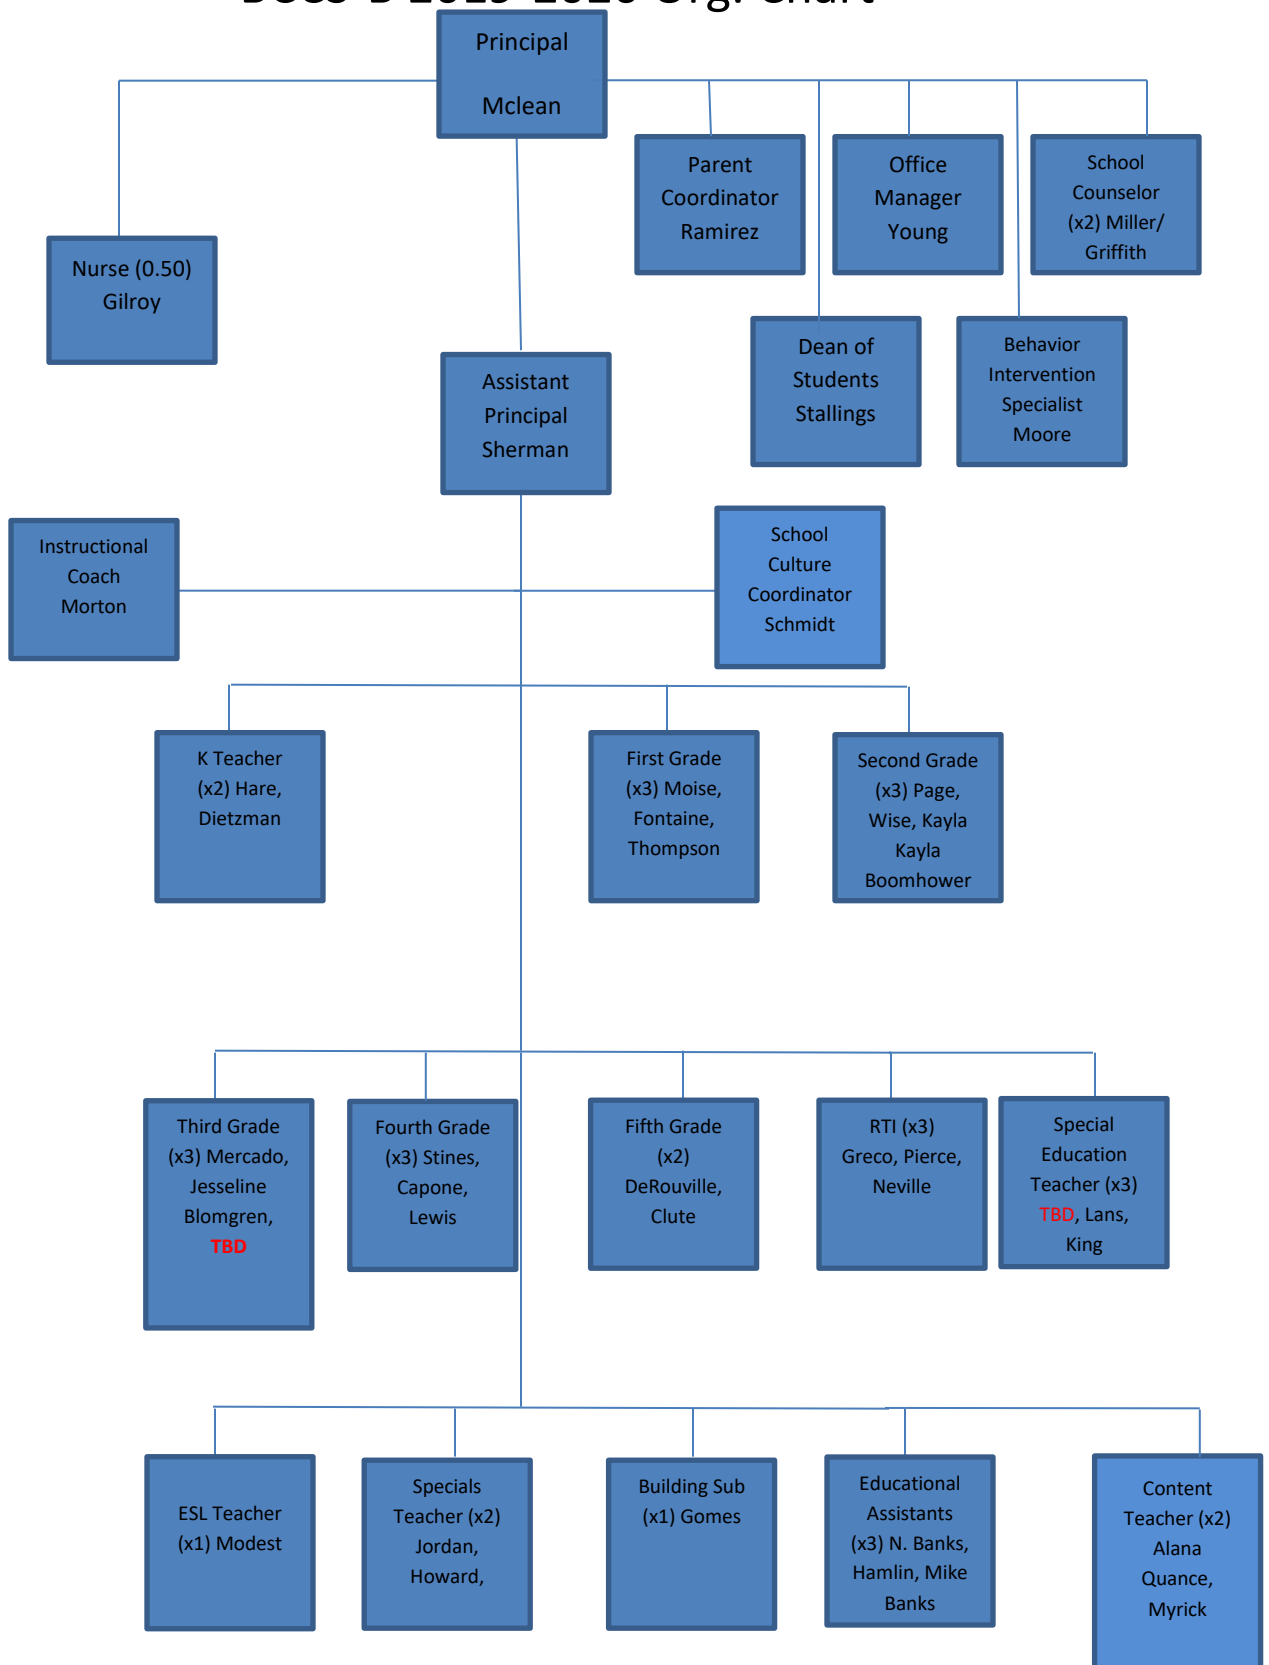 Org. Chart
Principal
Mclean
Parent
Coordinator
Ramirez
Office
Manager
Young
School
Counselor
(x2) Miller/
Griffith
Nurse (0.50)
Gilroy
Dean of
Students
Stallings
Behavior
Intervention
Specialist
Moore
Assistant
Principal
Sherman
Instructional
Coach
Morton
School
Culture
Coordinator
Schmidt
K Teacher
(x2) Hare,
Dietzman
First Grade
(x3) Moise,
Fontaine,
Thompson
Second Grade
(x3) Page,
Wise, Kayla
Kayla
Boomhower
Third Grade
(x3) Mercado,
Jesseline
Blomgren,
TBD
Fourth Grade
(x3) Stines,
Capone,
Lewis
Fifth Grade
(x2)
DeRouville,
Clute
RTI (x3)
Greco, Pierce,
Neville
Special
Education
Teacher (x3)
TBD, Lans,
King
ESL Teacher
(x1) Modest
Specials
Teacher (x2)
Jordan,
Howard,
Building Sub
(x1) Gomes
Educational
Assistants
(x3) N. Banks,
Hamlin, Mike
Banks
Content
Teacher (x2)
Alana
Quance,
Myrick